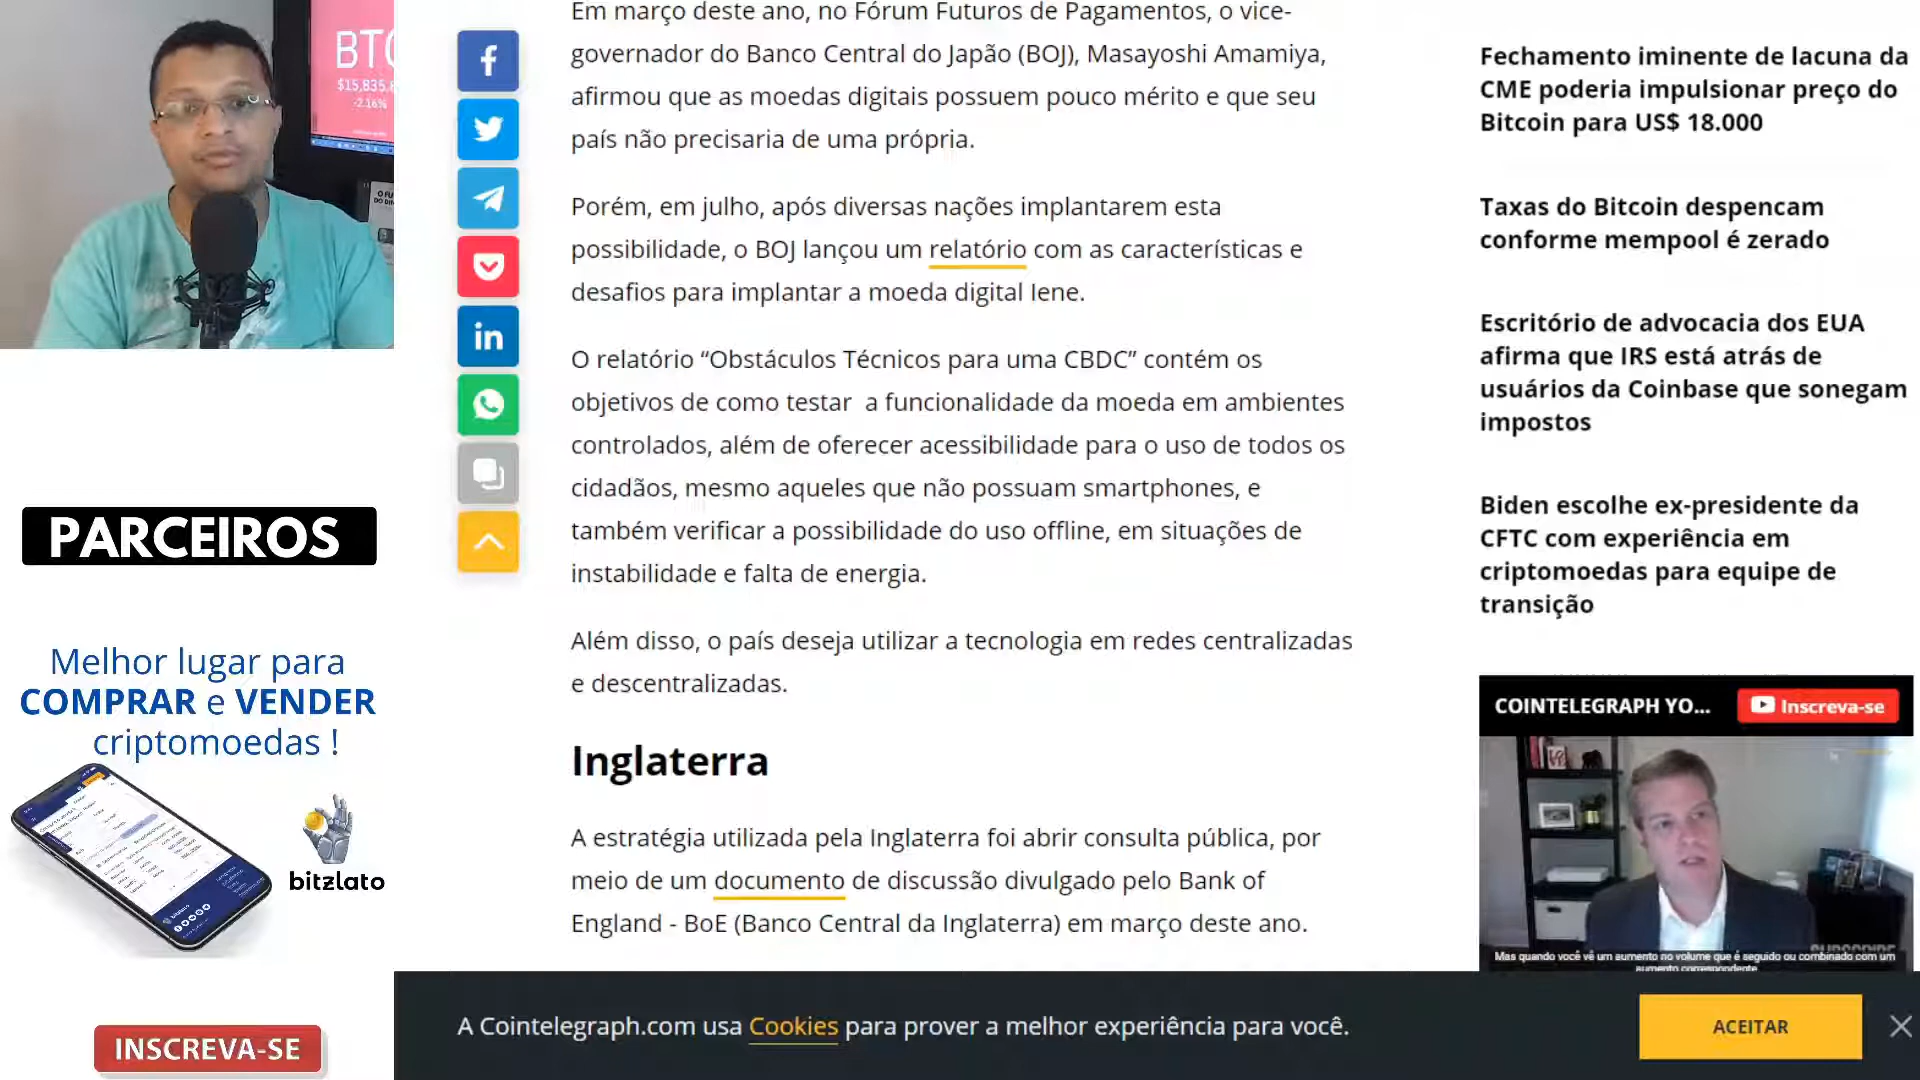 BTC
$15,835.
-2.16%
PARCEIROS
Melhor lugar para
COMPRAR e VENDER
criptomoedas !
bitzlato
INSCREVA-SE
Em março deste ano, no Fórum Futuros de Pagamentos, o vice-
governador do Banco Central do Japão (BOJ), Masayoshi Amamiya,
afirmou que as moedas digitais possuem pouco mérito e que seu
país não precisaria de uma própria.
Porém, em julho, após diversas nações implantarem esta
possibilidade, o BOJ lançou um relatório com as características e
desafios para implantar a moeda digital Iene.
O relatório “Obstáculos Técnicos para uma CBDC” contém os
objetivos de como testar a funcionalidade da moeda em ambientes
controlados, além de oferecer acessibilidade para o uso de todos os
cidadãos, mesmo aqueles que não possuam smartphones, e
também verificar a possibilidade do uso offline, em situações de
instabilidade e falta de energia.
Além disso, o país deseja utilizar a tecnologia em redes centralizadas
e descentralizadas.
Inglaterra
A estratégia utilizada pela Inglaterra foi abrir consulta pública, por
meio de um documento de discussão divulgado pelo Bank of
England - BoE (Banco Central da Inglaterra) em março deste ano.
Fechamento iminente de lacuna da
CME poderia impulsionar preço do
Bitcoin para US$ 18.000
Taxas do Bitcoin despencam
conforme mempool é zerado
Escritório de advocacia dos EUA
afirma que IRS está atrás de
usuários da Coinbase que sonegam
impostos
Biden escolhe ex-presidente da
CFTC com experiência em
criptomoedas para equipe de
transição
COINTELEGRAPH YO...
Inscreva-se
SUBSCRIBE
Mas quando você vê um aumento no volume que é seguido ou combinado com um
aumento correspondente
A Cointelegraph.com usa Cookies para prover a melhor experiência para você.
ACEITAR